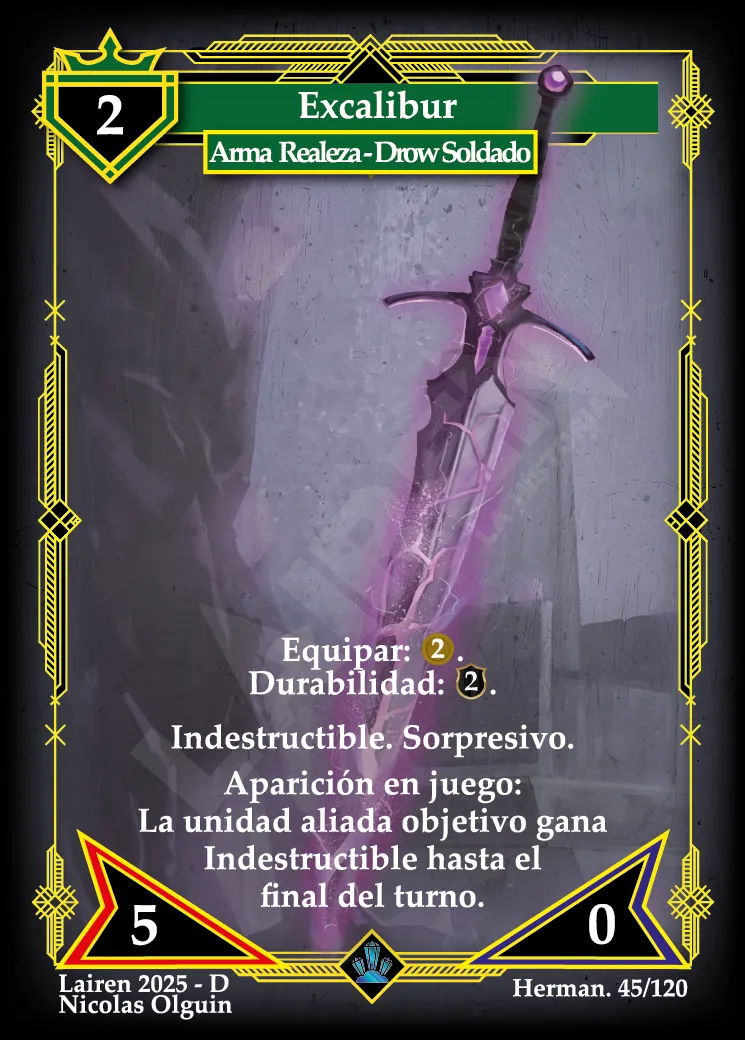 2
Excalibur
Arma Realeza - Drow Soldado
Equipar: 2.
Durabilidad: 2.
Indestructible. Sorpresivo.
Aparición en juego:
La unidad aliada objetivo gana
Indestructible hasta el
final del turno.
5
0
Lairen 2025 - D
Nicolas Olguin
Herman. 45/120